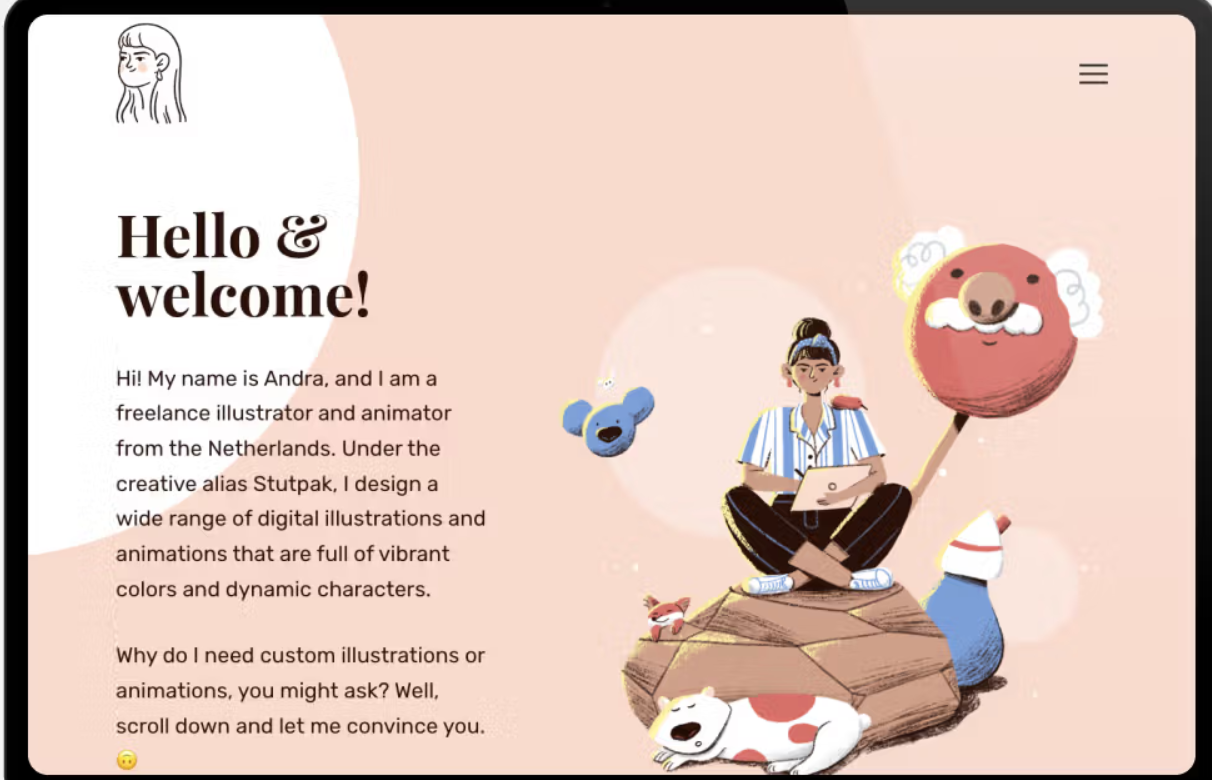 Hello &
welcome!
Hi! My name is Andra, and I am a
freelance illustrator and animator
from the Netherlands. Under the
creative alias Stutpak, I design a
wide range of digital illustrations and
animations that are full of vibrant
colors and dynamic characters.
Why do I need custom illustrations or
animations, you might ask? Well,
scroll down and let me convince you.
🙃